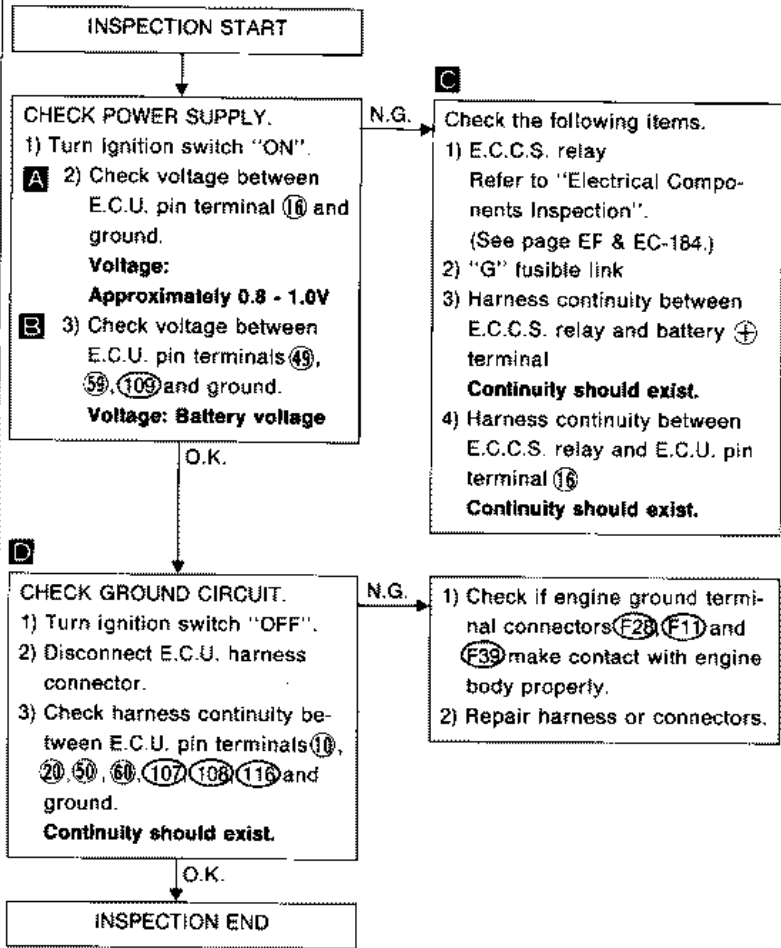 INSPECTION START
CHECK POWER SUPPLY.
1) Turn ignition switch "ON".
A 2) Check voltage between
E.C.U. pin terminal ⑯ and
ground.
Voltage:
Approximately 0.8 - 1.0V
B 3) Check voltage between
E.C.U. pin terminals ㊾,
59, 109 and ground.
Voltage: Battery voltage
N.G.
C
Check the following items.
1) E.C.C.S. relay
Refer to "Electrical Compo-
nents Inspection".
(See page EF & EC-184.)
2) "G" fusible link
3) Harness continuity between
E.C.C.S. relay and battery ⊕
terminal
Continuity should exist.
4) Harness continuity between
E.C.C.S. relay and E.C.U. pin
terminal ⑯
Continuity should exist.
O.K.
D
CHECK GROUND CIRCUIT.
1) Turn ignition switch "OFF".
2) Disconnect E.C.U. harness
connector.
3) Check harness continuity be-
tween E.C.U. pin terminals ⑩,
⑳, ㊿, 60, 107 108 116 and
ground.
Continuity should exist.
N.G.
1) Check if engine ground termi-
nal connectors F28, F11 and
F39 make contact with engine
body properly.
2) Repair harness or connectors.
O.K.
INSPECTION END